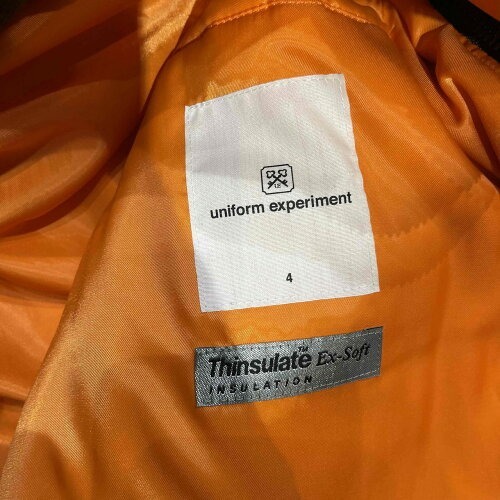 uniform experiment
4
Thinsulate™ Ex-Soft
INSULATION